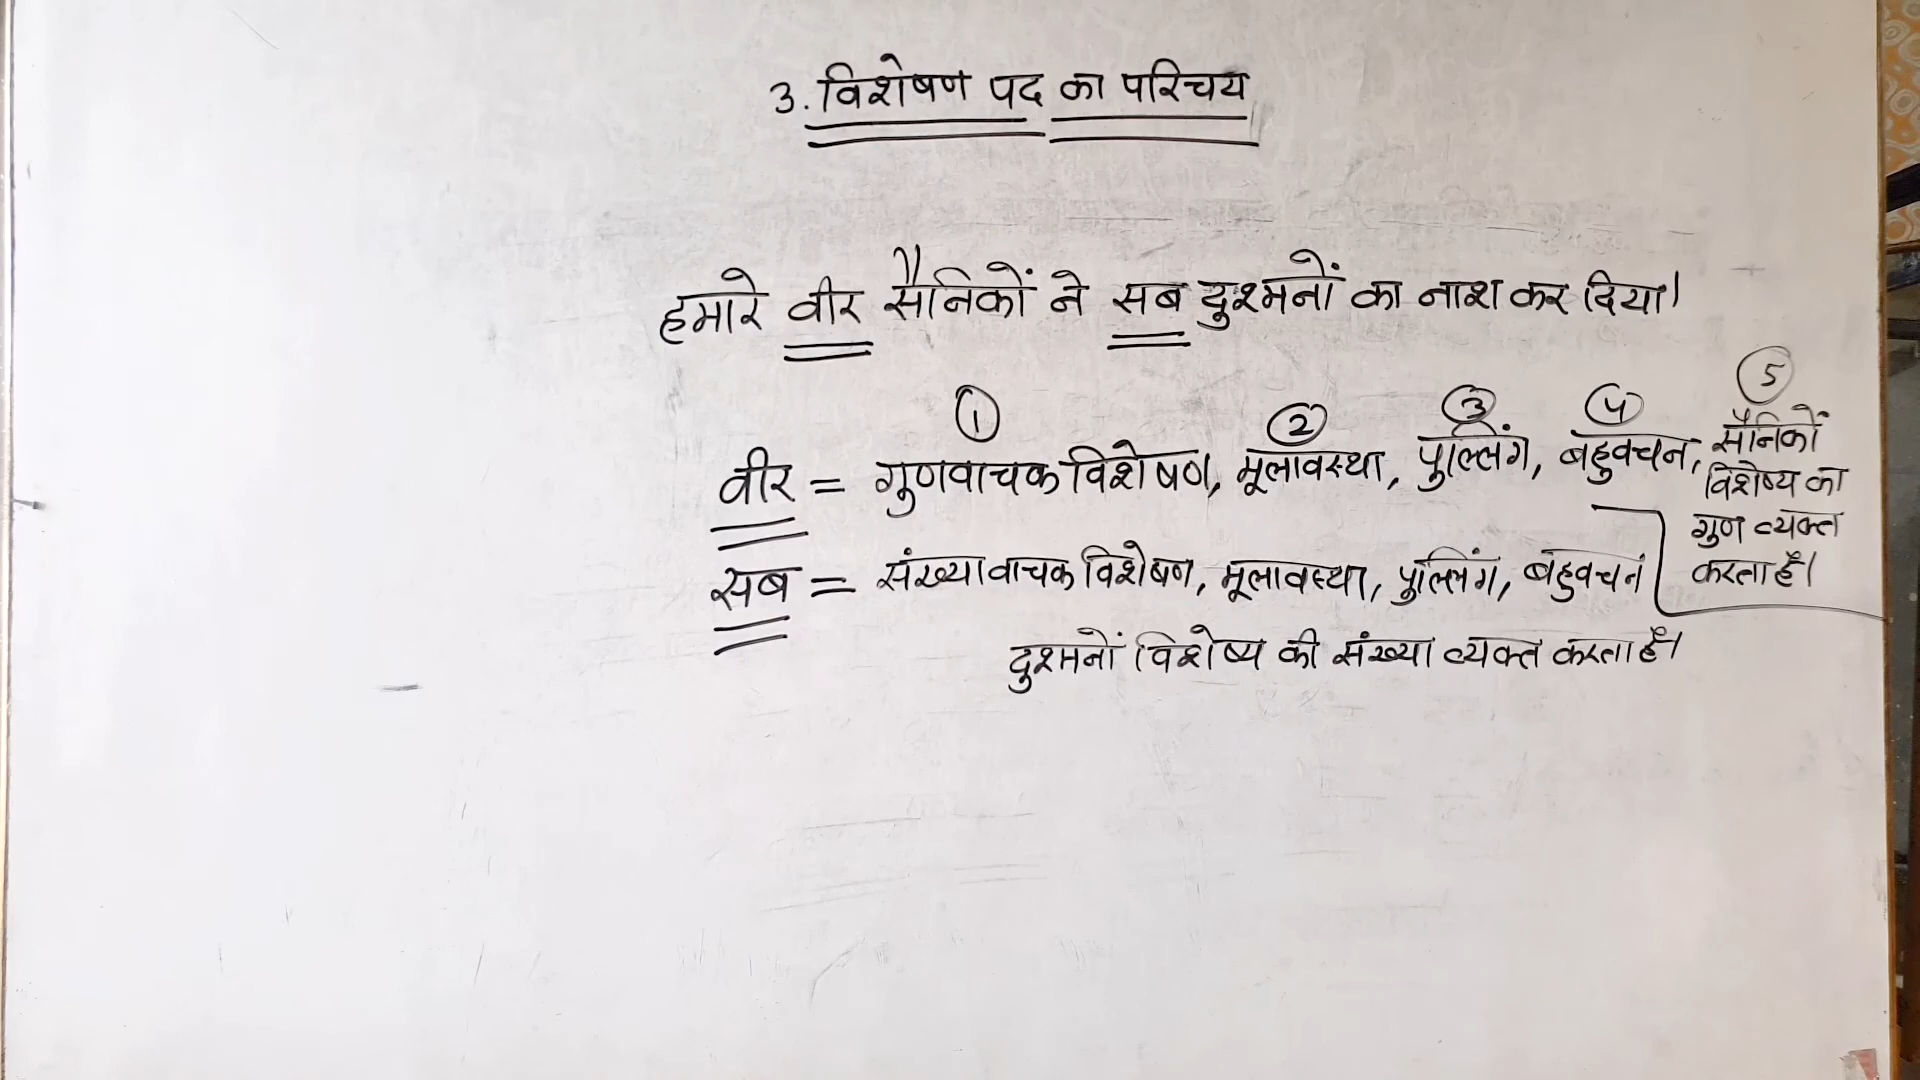 3. विशेषण पद का परिचय
हमारे वीर सैनिकों ने सब दुश्मनों का नाश कर दिया।
① ② ③ ④ ⑤
वीर = गुणवाचक विशेषण, मूलावस्था, पुल्लिंग, बहुवचन, सैनिकों
विशेष्य का
गुण व्यक्त
करता है।
सब = संख्यावाचक विशेषण, मूलावस्था, पुल्लिंग, बहुवचन
दुश्मनों विशेष्य की संख्या व्यक्त करता है।